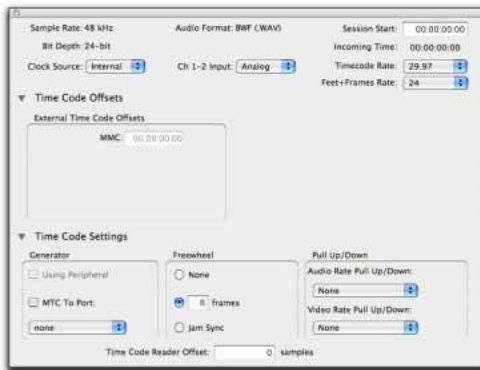 Sample Rate: 48 kHz Audio Format: BWF (.WAV) Session Start: 00:00:00:00
Bit Depth: 24-bit Incoming Time: 00:00:00:00
Clock Source: Internal Ch 1-2 Input: Analog Timecode Rate: 29.97
Feet+Frames Rate: 24
Time Code Offsets
External Time Code Offsets
MMC: 00:00:00:00
Time Code Settings
Generator Freewheel Pull Up/Down
Using Peripheral None Audio Rate Pull Up/Down:
None
MTC To Port: 8 frames
Video Rate Pull Up/Down:
none Jam Sync None
Time Code Reader Offset: 0 samples